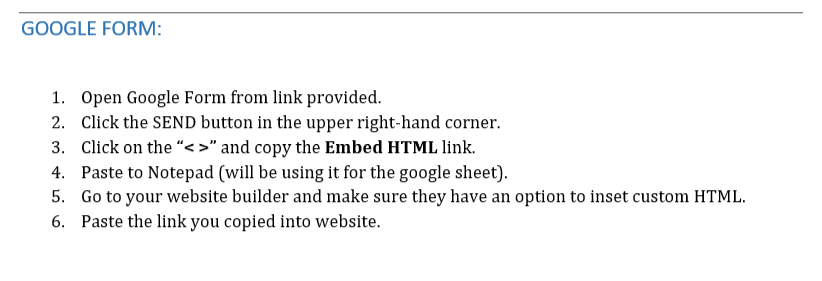 GOOGLE FORM:
1. Open Google Form from link provided.
2. Click the SEND button in the upper right-hand corner.
3. Click on the “< >” and copy the Embed HTML link.
4. Paste to Notepad (will be using it for the google sheet).
5. Go to your website builder and make sure they have an option to inset custom HTML.
6. Paste the link you copied into website.